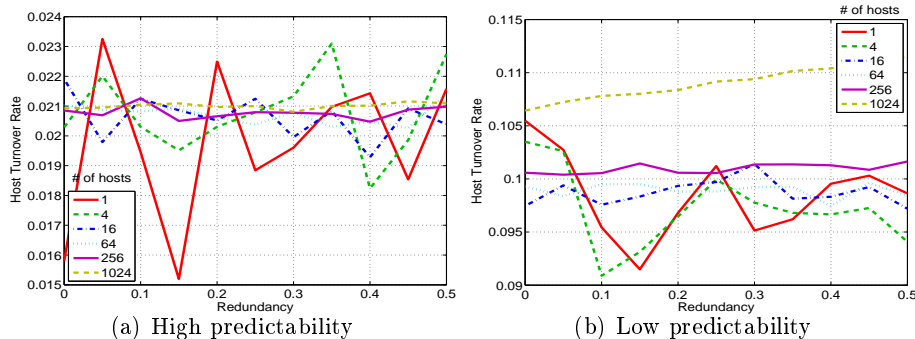 0.024
0.023
0.022
0.021
0.02
0.019
0.018
0.017
0.016
0.015
Host Turnover Rate
# of hosts
1
4
16
64
256
1024
0 0.1 0.2 0.3 0.4 0.5
Redundancy
(a) High predictability
0.115
0.11
0.105
0.1
0.095
0.09
Host Turnover Rate
# of hosts
1
4
16
64
256
1024
0 0.1 0.2 0.3 0.4 0.5
Redundancy
(b) Low predictability